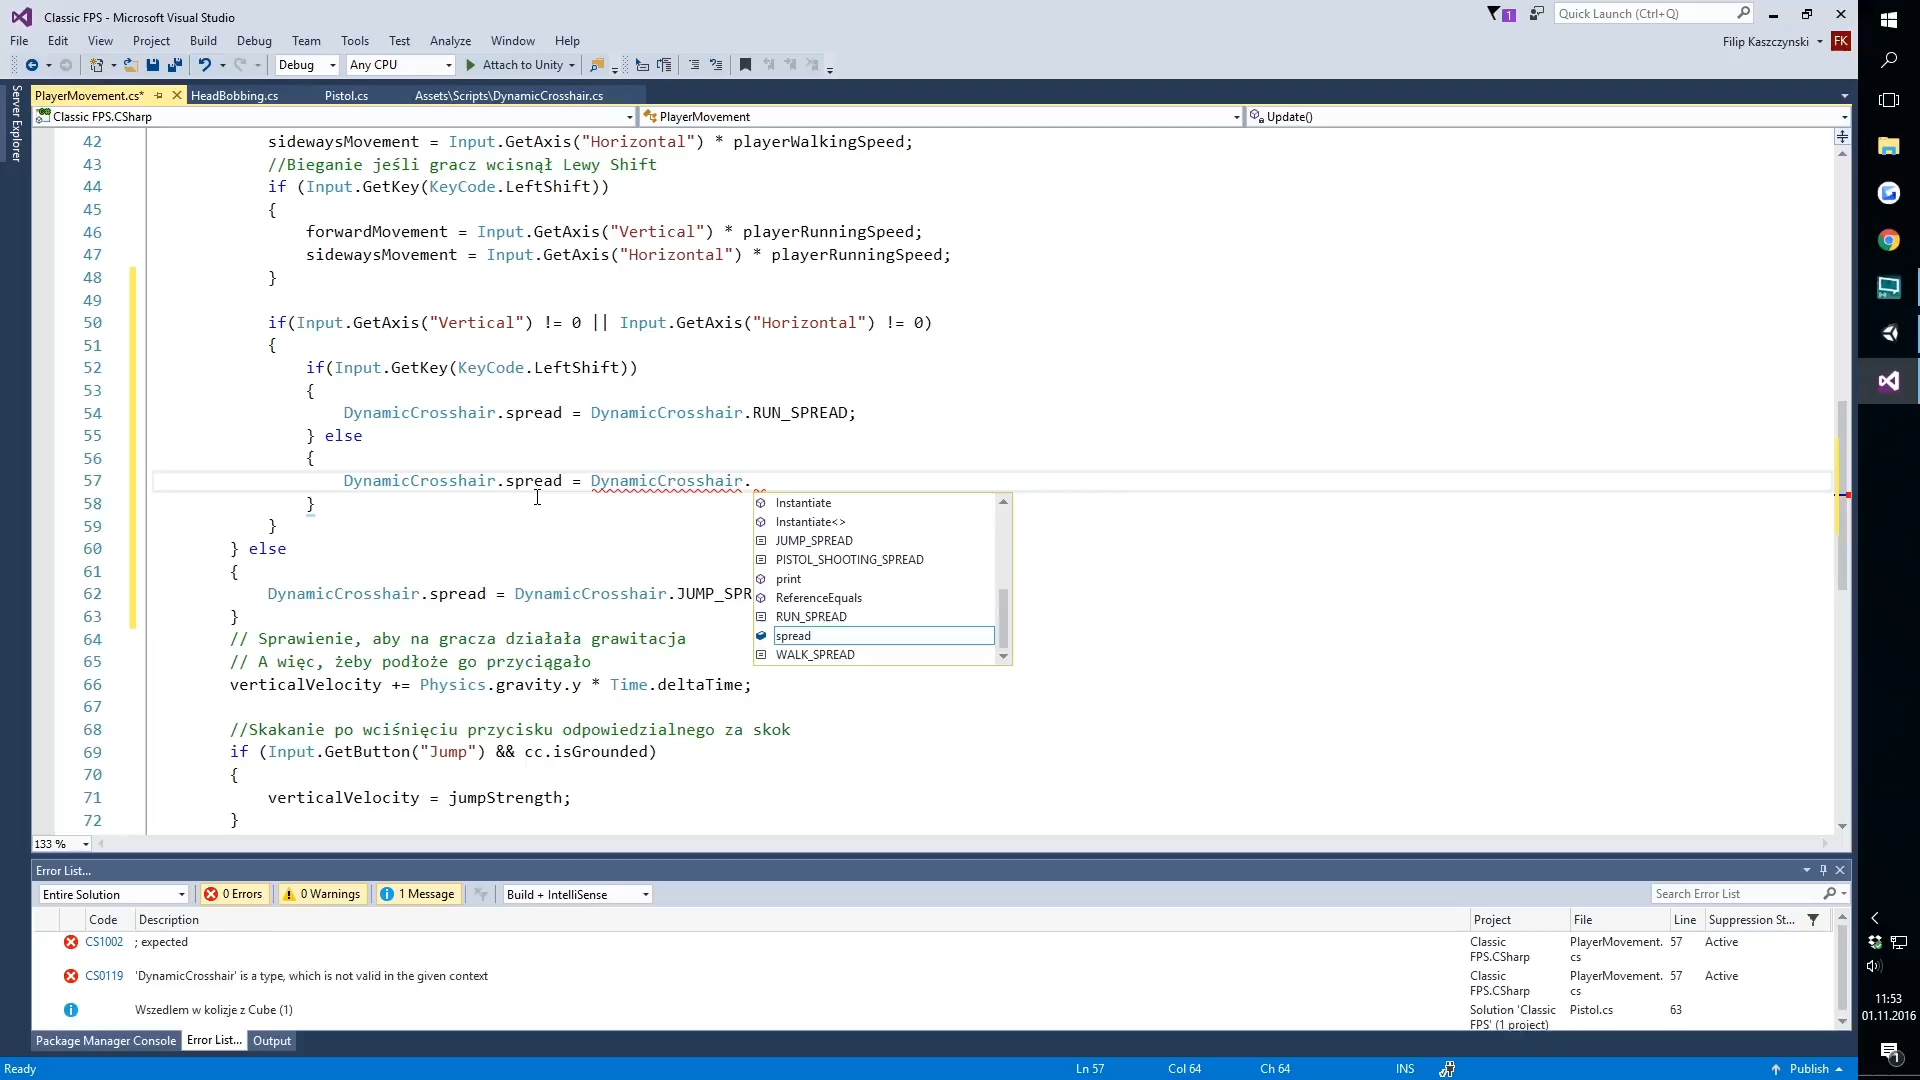 Classic FPS - Microsoft Visual Studio
1
Quick Launch (Ctrl+Q)
File Edit View Project Build Debug Team Tools Test Analyze Window Help
Filip Kaszczynski FK
Debug Any CPU Attach to Unity
Server Explorer
PlayerMovement.cs* HeadBobbing.cs Pistol.cs Assets\Scripts\DynamicCrosshair.cs
Classic FPS.CSharp PlayerMovement Update()
42 sidewaysMovement = Input.GetAxis("Horizontal") * playerWalkingSpeed;
43 //Bieganie jeśli gracz wcisnął Lewy Shift
44 if (Input.GetKey(KeyCode.LeftShift))
45 {
46 forwardMovement = Input.GetAxis("Vertical") * playerRunningSpeed;
47 sidewaysMovement = Input.GetAxis("Horizontal") * playerRunningSpeed;
48 }
49
50 if(Input.GetAxis("Vertical") != 0 || Input.GetAxis("Horizontal") != 0)
51 {
52 if(Input.GetKey(KeyCode.LeftShift))
53 {
54 DynamicCrosshair.spread = DynamicCrosshair.RUN_SPREAD;
55 } else
56 {
57 DynamicCrosshair.spread = DynamicCrosshair.
58 }
59 }
60 } else
61 {
62 DynamicCrosshair.spread = DynamicCrosshair.JUMP_SPR
63 }
64 // Sprawienie, aby na gracza działała grawitacja
65 // A więc, żeby podłoże go przyciągało
66 verticalVelocity += Physics.gravity.y * Time.deltaTime;
67
68 //Skakanie po wciśnięciu przycisku odpowiedzialnego za skok
69 if (Input.GetButton("Jump") && cc.isGrounded)
70 {
71 verticalVelocity = jumpStrength;
72 }
Instantiate
Instantiate<>
JUMP_SPREAD
PISTOL_SHOOTING_SPREAD
print
ReferenceEquals
RUN_SPREAD
spread
WALK_SPREAD
133 %
Error List...
Entire Solution 0 Errors 0 Warnings 1 Message Build + IntelliSense Search Error List
Code Description Project File Line Suppression St...
CS1002 ; expected Classic FPS.CSharp PlayerMovement.cs 57 Active
CS0119 'DynamicCrosshair' is a type, which is not valid in the given context Classic FPS.CSharp PlayerMovement.cs 57 Active
Wszedlem w kolizje z Cube (1) Solution 'Classic FPS' (1 project) Pistol.cs 63
Package Manager Console Error List... Output
Ready Ln 57 Col 64 Ch 64 INS Publish
11:53
01.11.2016
1